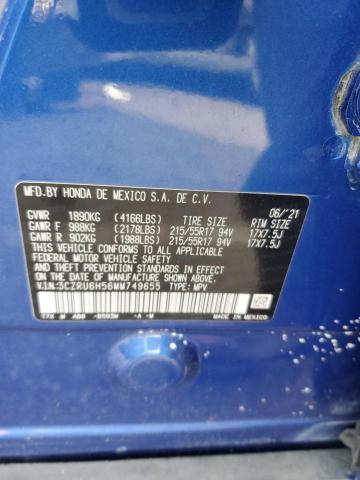 MFD.BY HONDA DE MEXICO S.A. DE C.V. 06/'21
GVWR 1890KG (4166LBS) TIRE SIZE RIM SIZE
GAWR F 988KG (2178LBS) 215/55R17 94V 17X7.5J
GAWR R 902KG (1988LBS) 215/55R17 94V 17X7.5J
THIS VEHICLE CONFORMS TO ALL APPLICABLE
FEDERAL MOTOR VEHICLE SAFETY AND
THEFT PREVENTION STANDARDS IN EFFECT ON
THE DATE OF MANUFACTURE SHOWN ABOVE.
V.I.N: 3CZRU6H56MM749655 TYPE: MPV
T7X M ABB -B593M -A -M
MADE IN MEXICO